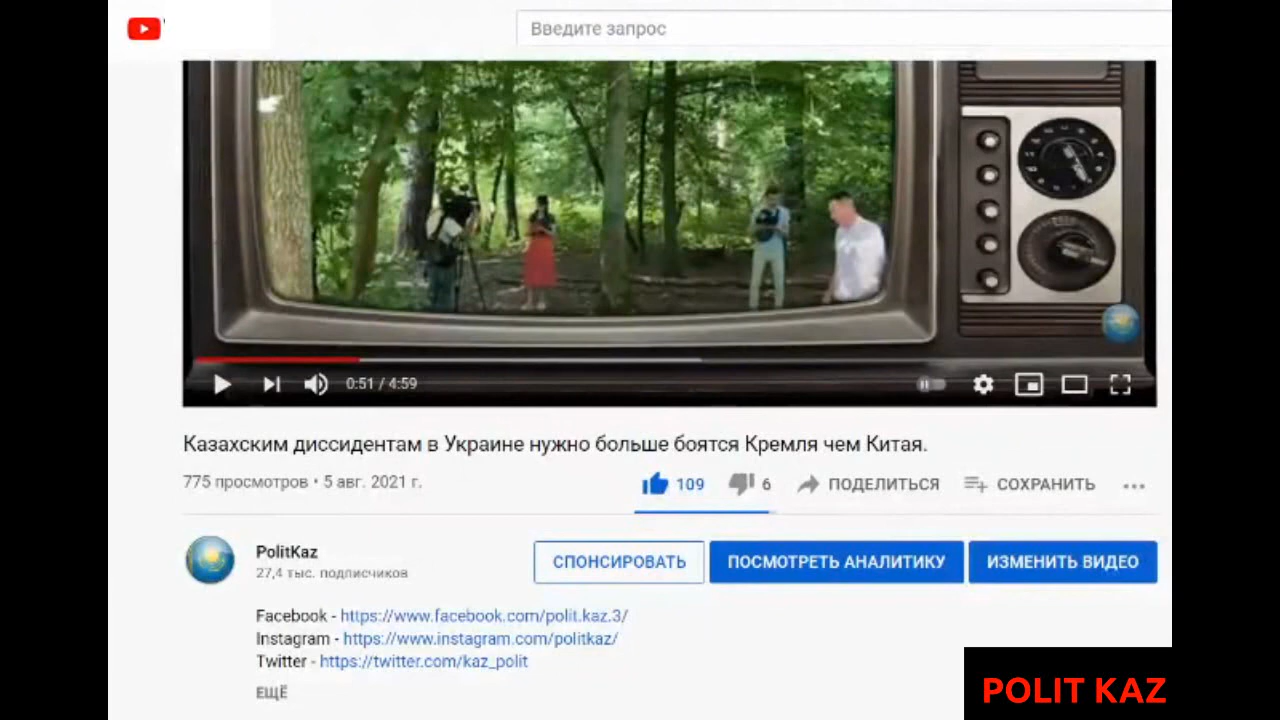 Введите запрос
0:51 / 4:59
Казахским диссидентам в Украине нужно больше боятся Кремля чем Китая.
775 просмотров • 5 авг. 2021 г.
109
6
ПОДЕЛИТЬСЯ
СОХРАНИТЬ
PolitKaz
27,4 тыс. подписчиков
СПОНСИРОВАТЬ
ПОСМОТРЕТЬ АНАЛИТИКУ
ИЗМЕНИТЬ ВИДЕО
Facebook - https://www.facebook.com/polit.kaz.3/
Instagram - https://www.instagram.com/politkaz/
Twitter - https://twitter.com/kaz_polit
ЕЩЁ
POLIT KAZ